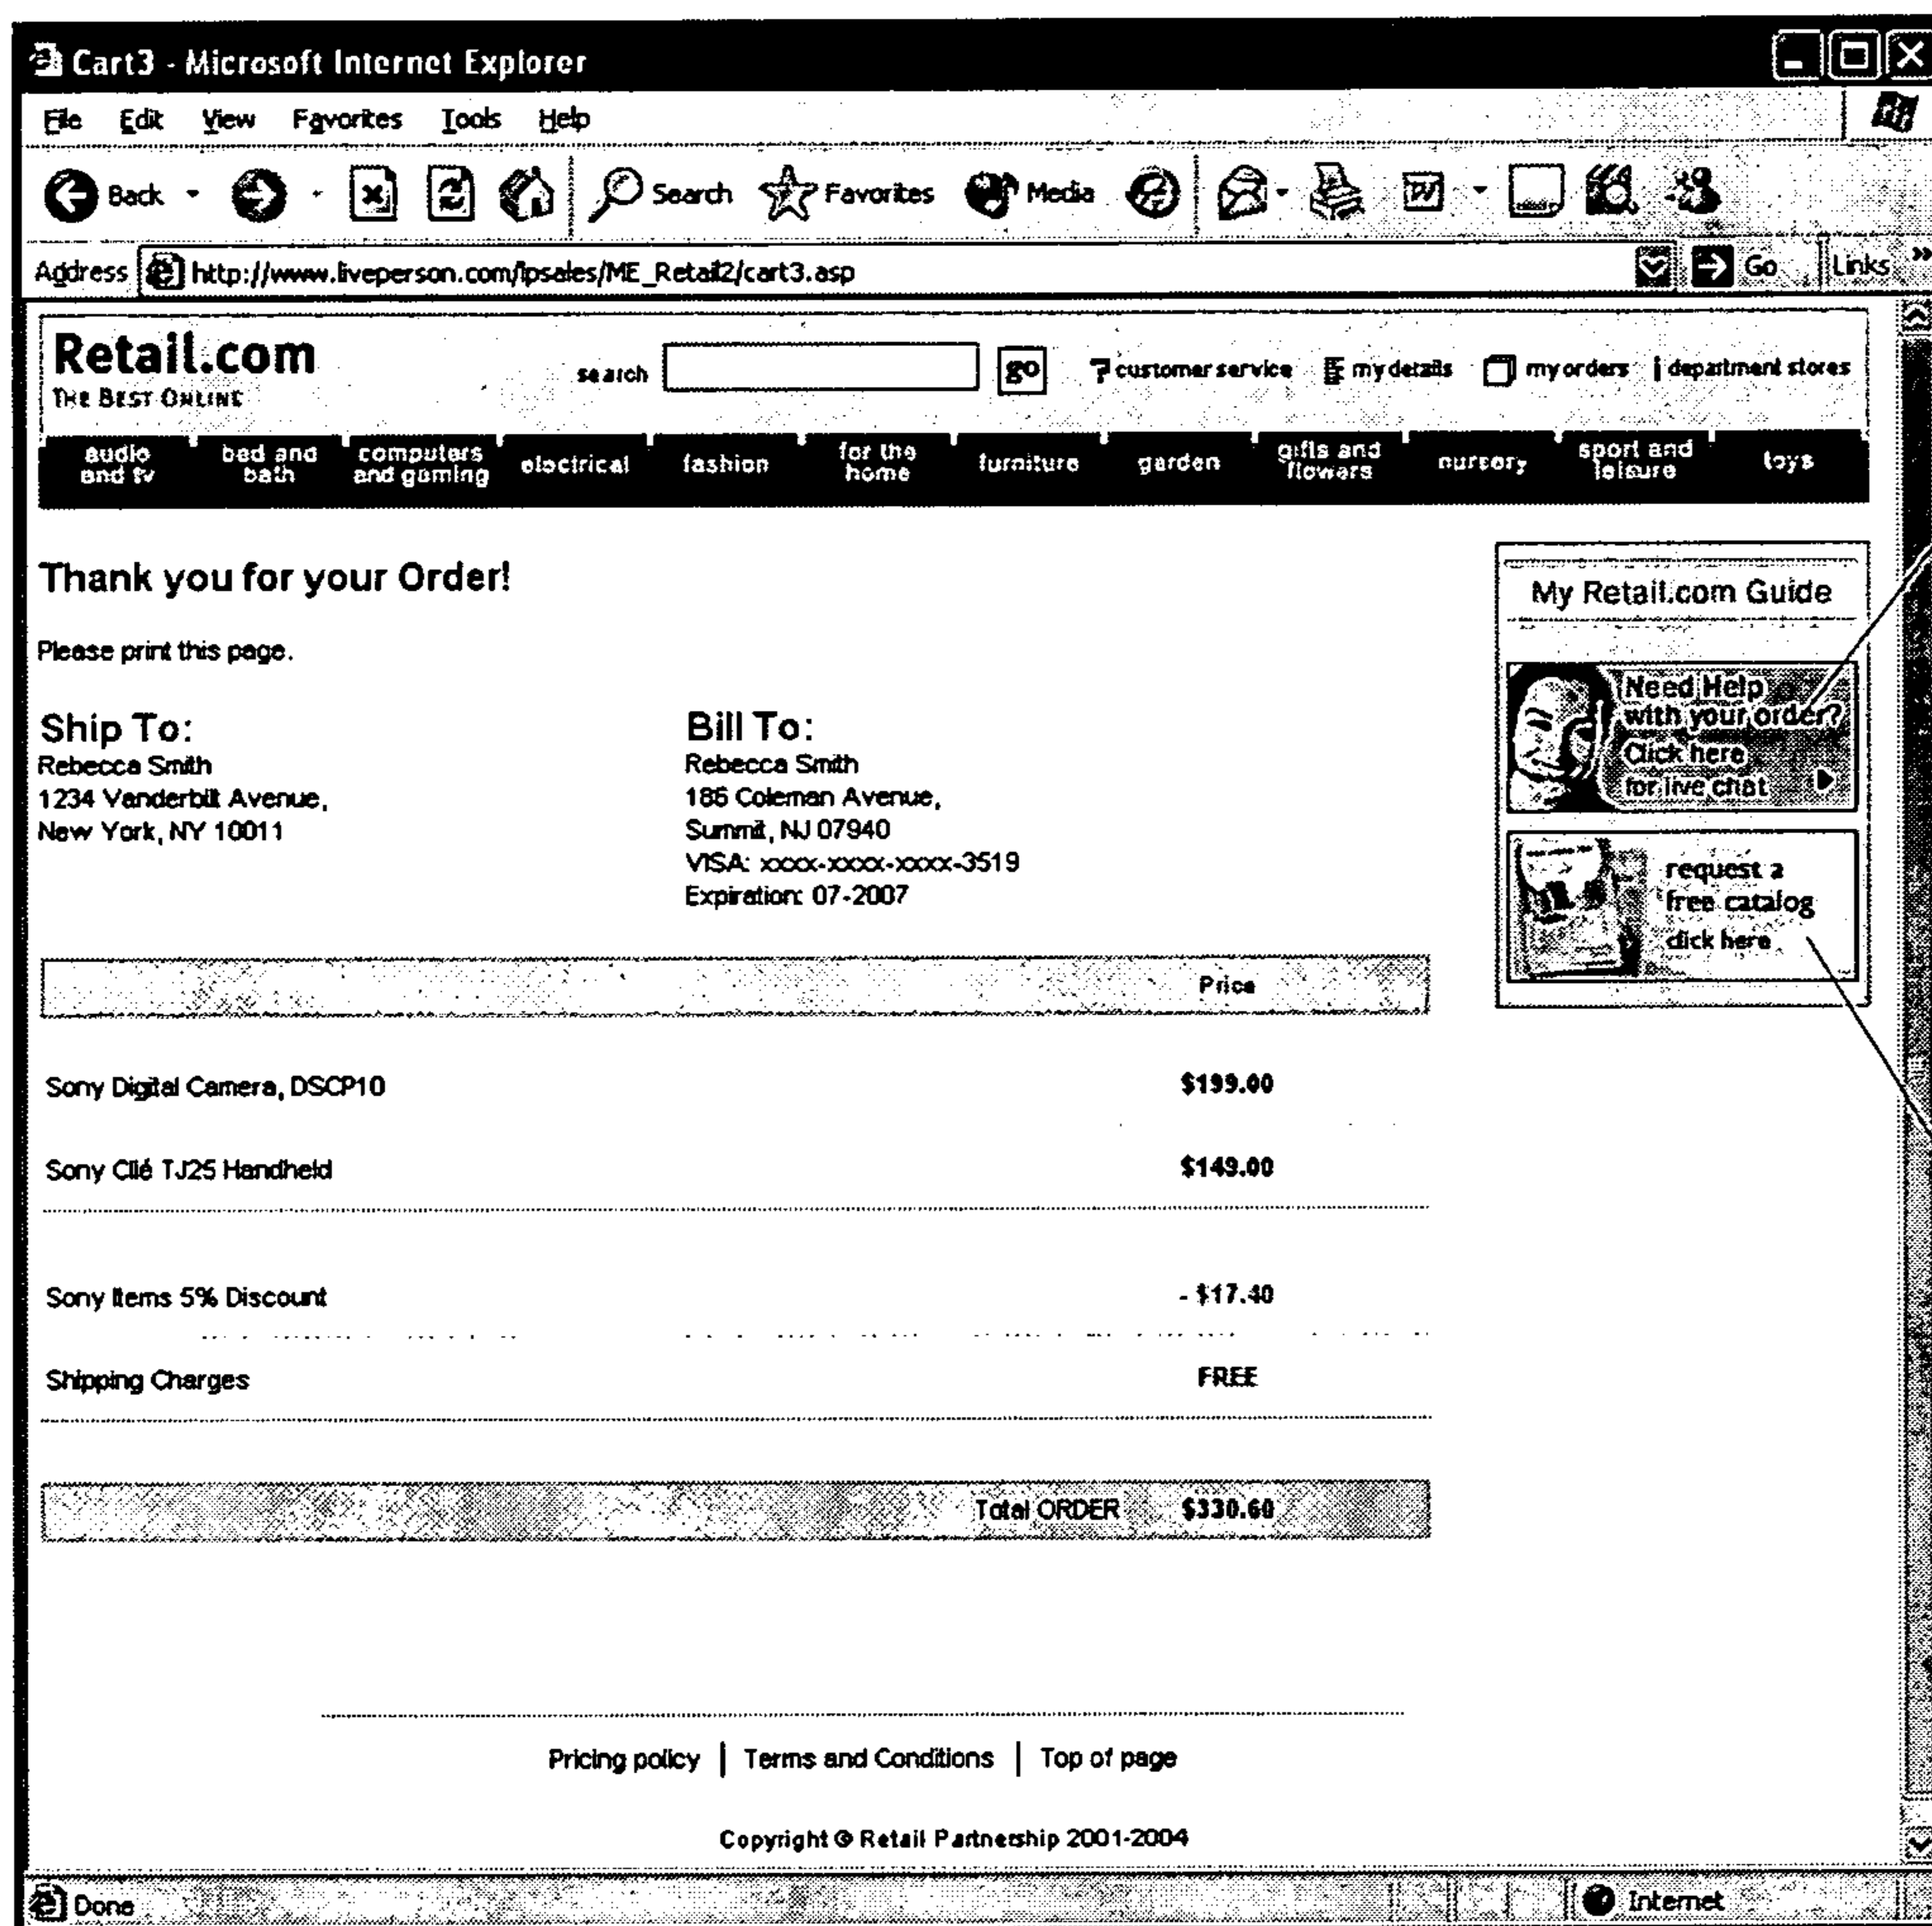 Cart3 - Microsoft Internet Explorer
File Edit View Favorites Tools Help
Back Search Favorites Media
Address http://www.liveperson.com/lpsales/ME_Retail2/cart3.asp Go Links »
Retail.com
THE BEST ONLINE
search go ? customer service my details my orders | department stores
audio and tv
bed and bath
computers and gaming
electrical
fashion
for the home
furniture
garden
gifts and flowers
nursery
sport and leisure
toys
Thank you for your Order!
Please print this page.
Ship To:
Rebecca Smith
1234 Vanderbilt Avenue,
New York, NY 10011
Bill To:
Rebecca Smith
186 Coleman Avenue,
Summit, NJ 07940
VISA: xxxx-xxxx-xxxx-3519
Expiration: 07-2007
My Retail.com Guide
Need Help
with your order?
Click here
for live chat
request a
free catalog
click here
Price
Sony Digital Camera, DSCP10 $199.00
Sony Clié TJ25 Handheld $149.00
Sony Items 5% Discount - $17.40
Shipping Charges FREE
Total ORDER $330.60
Pricing policy | Terms and Conditions | Top of page
Copyright © Retail Partnership 2001-2004
Done Internet